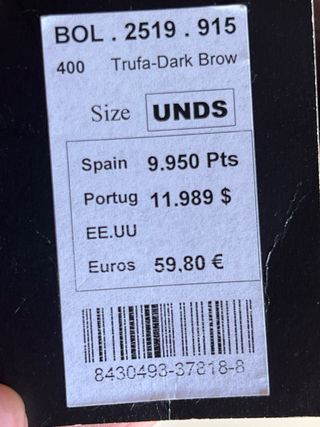 BOL . 2519 . 915
400 Trufa-Dark Brow
Size UNDS
Spain 9.950 Pts
Portug 11.989 $
EE.UU
Euros 59,80 €
8430493-37818-8